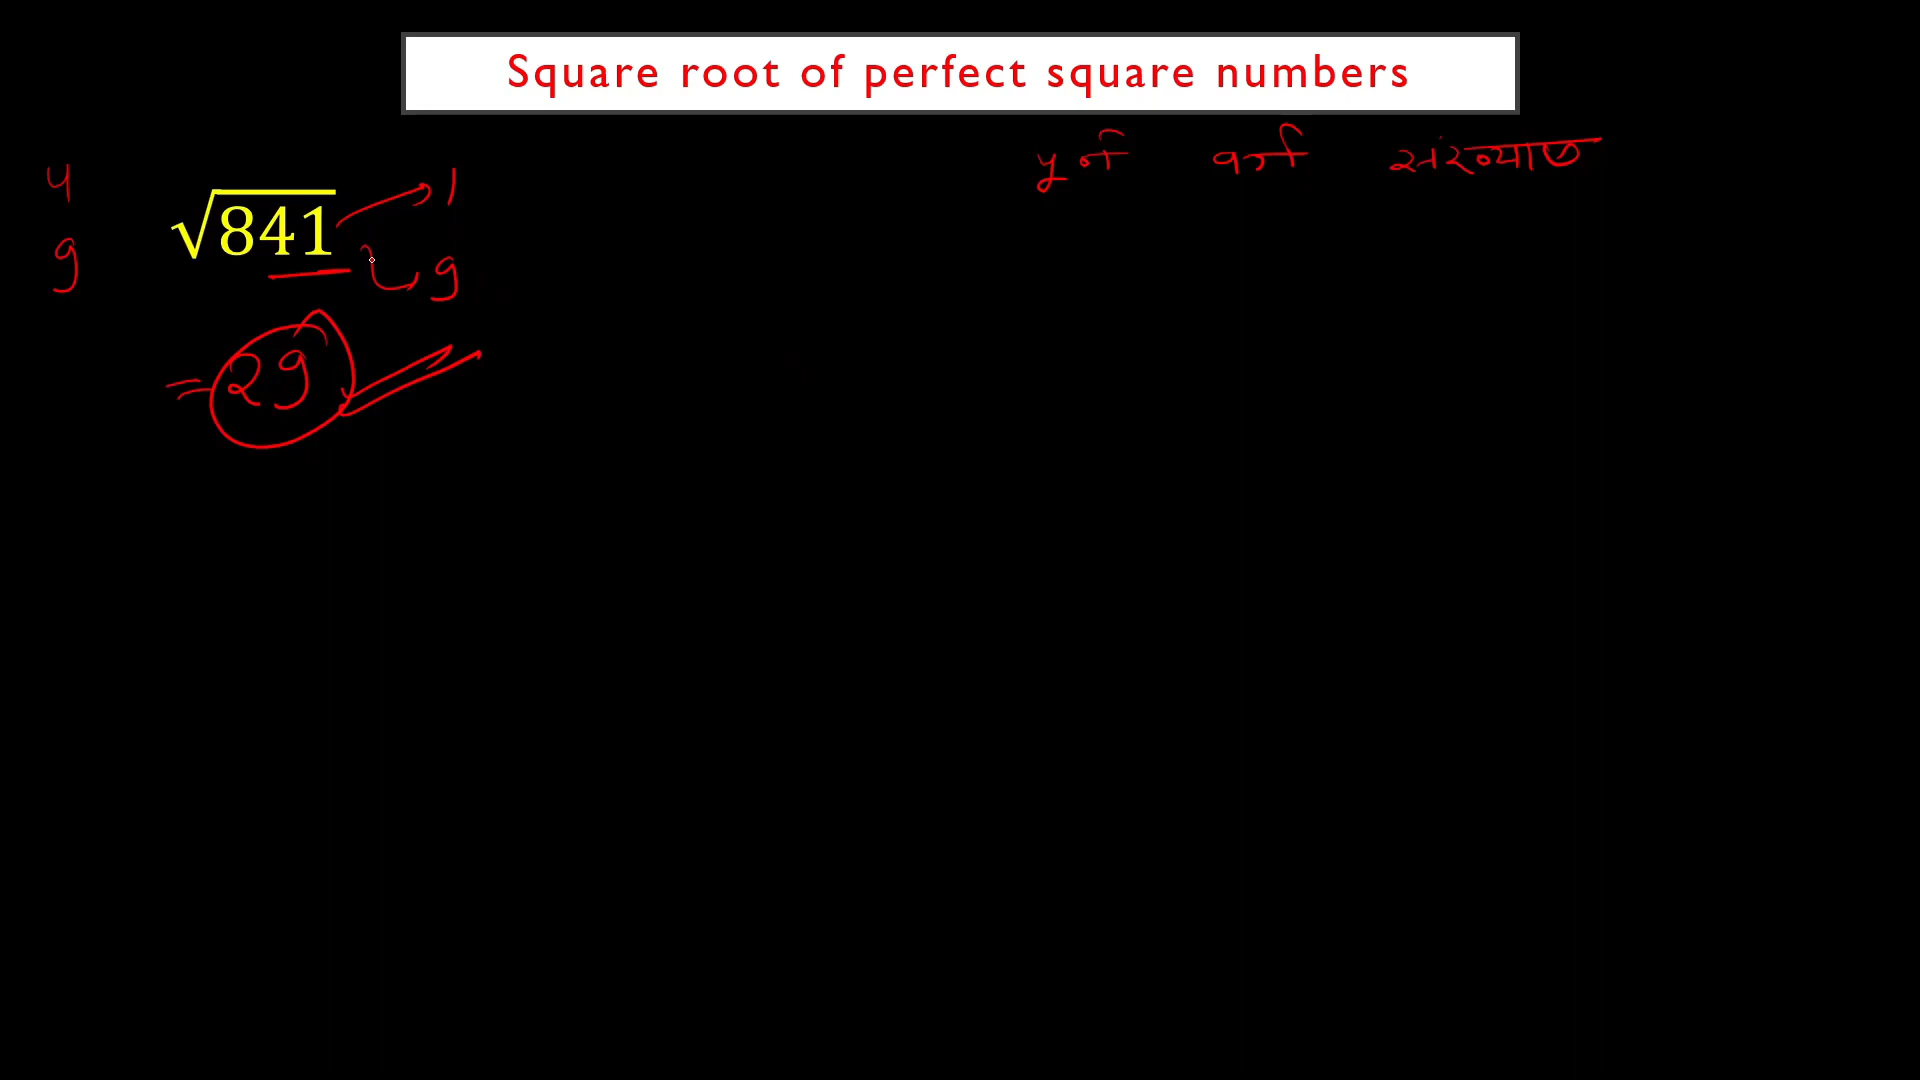 Square root of perfect square numbers
पूर्ण वर्ग संख्याए
4
√841 → 1
9
9
= 29